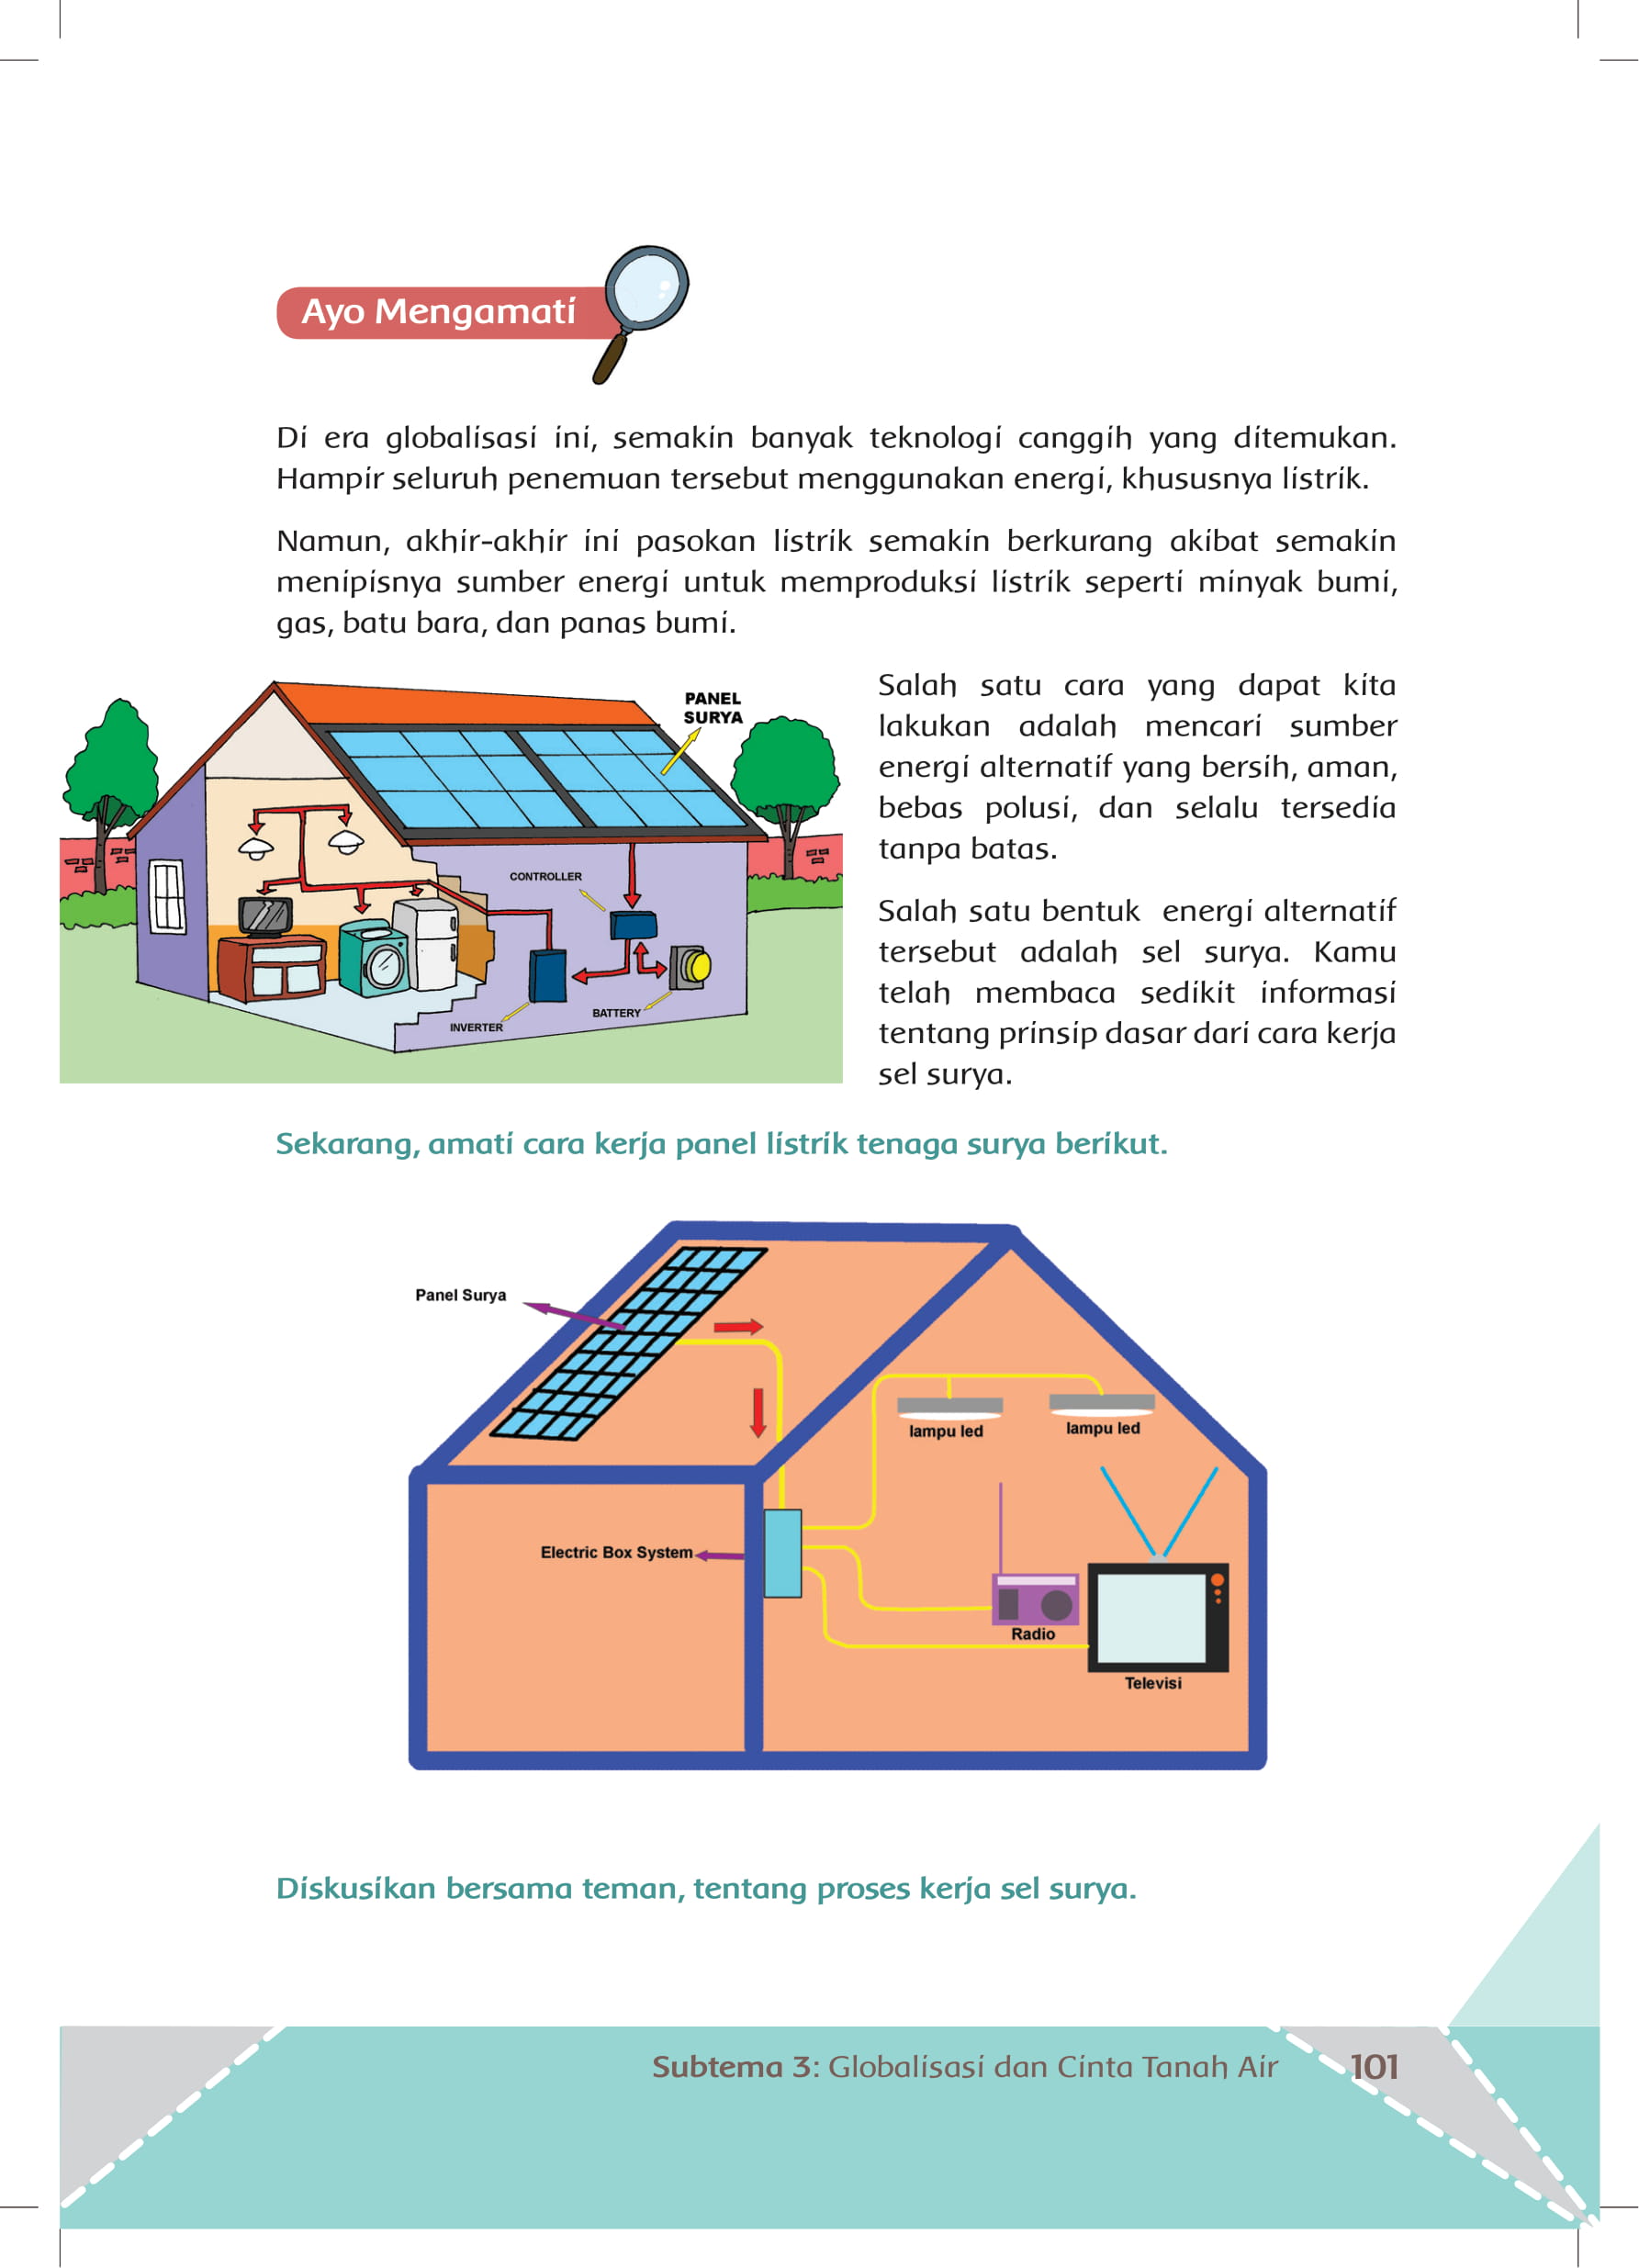 Ayo Mengamati
Di era globalisasi ini, semakin banyak teknologi canggih yang ditemukan.
Hampir seluruh penemuan tersebut menggunakan energi, khususnya listrik.
Namun, akhir-akhir ini pasokan listrik semakin berkurang akibat semakin
menipisnya sumber energi untuk memproduksi listrik seperti minyak bumi,
gas, batu bara, dan panas bumi.
PANEL
SURYA
CONTROLLER
BATTERY
INVERTER
Salah satu cara yang dapat kita
lakukan adalah mencari sumber
energi alternatif yang bersih, aman,
bebas polusi, dan selalu tersedia
tanpa batas.
Salah satu bentuk energi alternatif
tersebut adalah sel surya. Kamu
telah membaca sedikit informasi
tentang prinsip dasar dari cara kerja
sel surya.
Sekarang, amati cara kerja panel listrik tenaga surya berikut.
Panel Surya
lampu led
lampu led
Electric Box System
Radio
Televisi
Diskusikan bersama teman, tentang proses kerja sel surya.
Subtema 3: Globalisasi dan Cinta Tanah Air
101